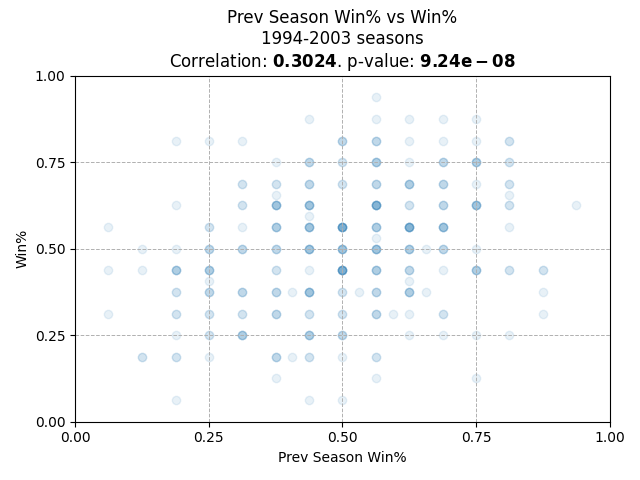 Prev Season Win% vs Win%
1994-2003 seasons
Correlation: 0.3024. p-value: 9.24e − 08
1.00
0.75
0.50
0.25
0.00
Win%
0.00 0.25 0.50 0.75 1.00
Prev Season Win%